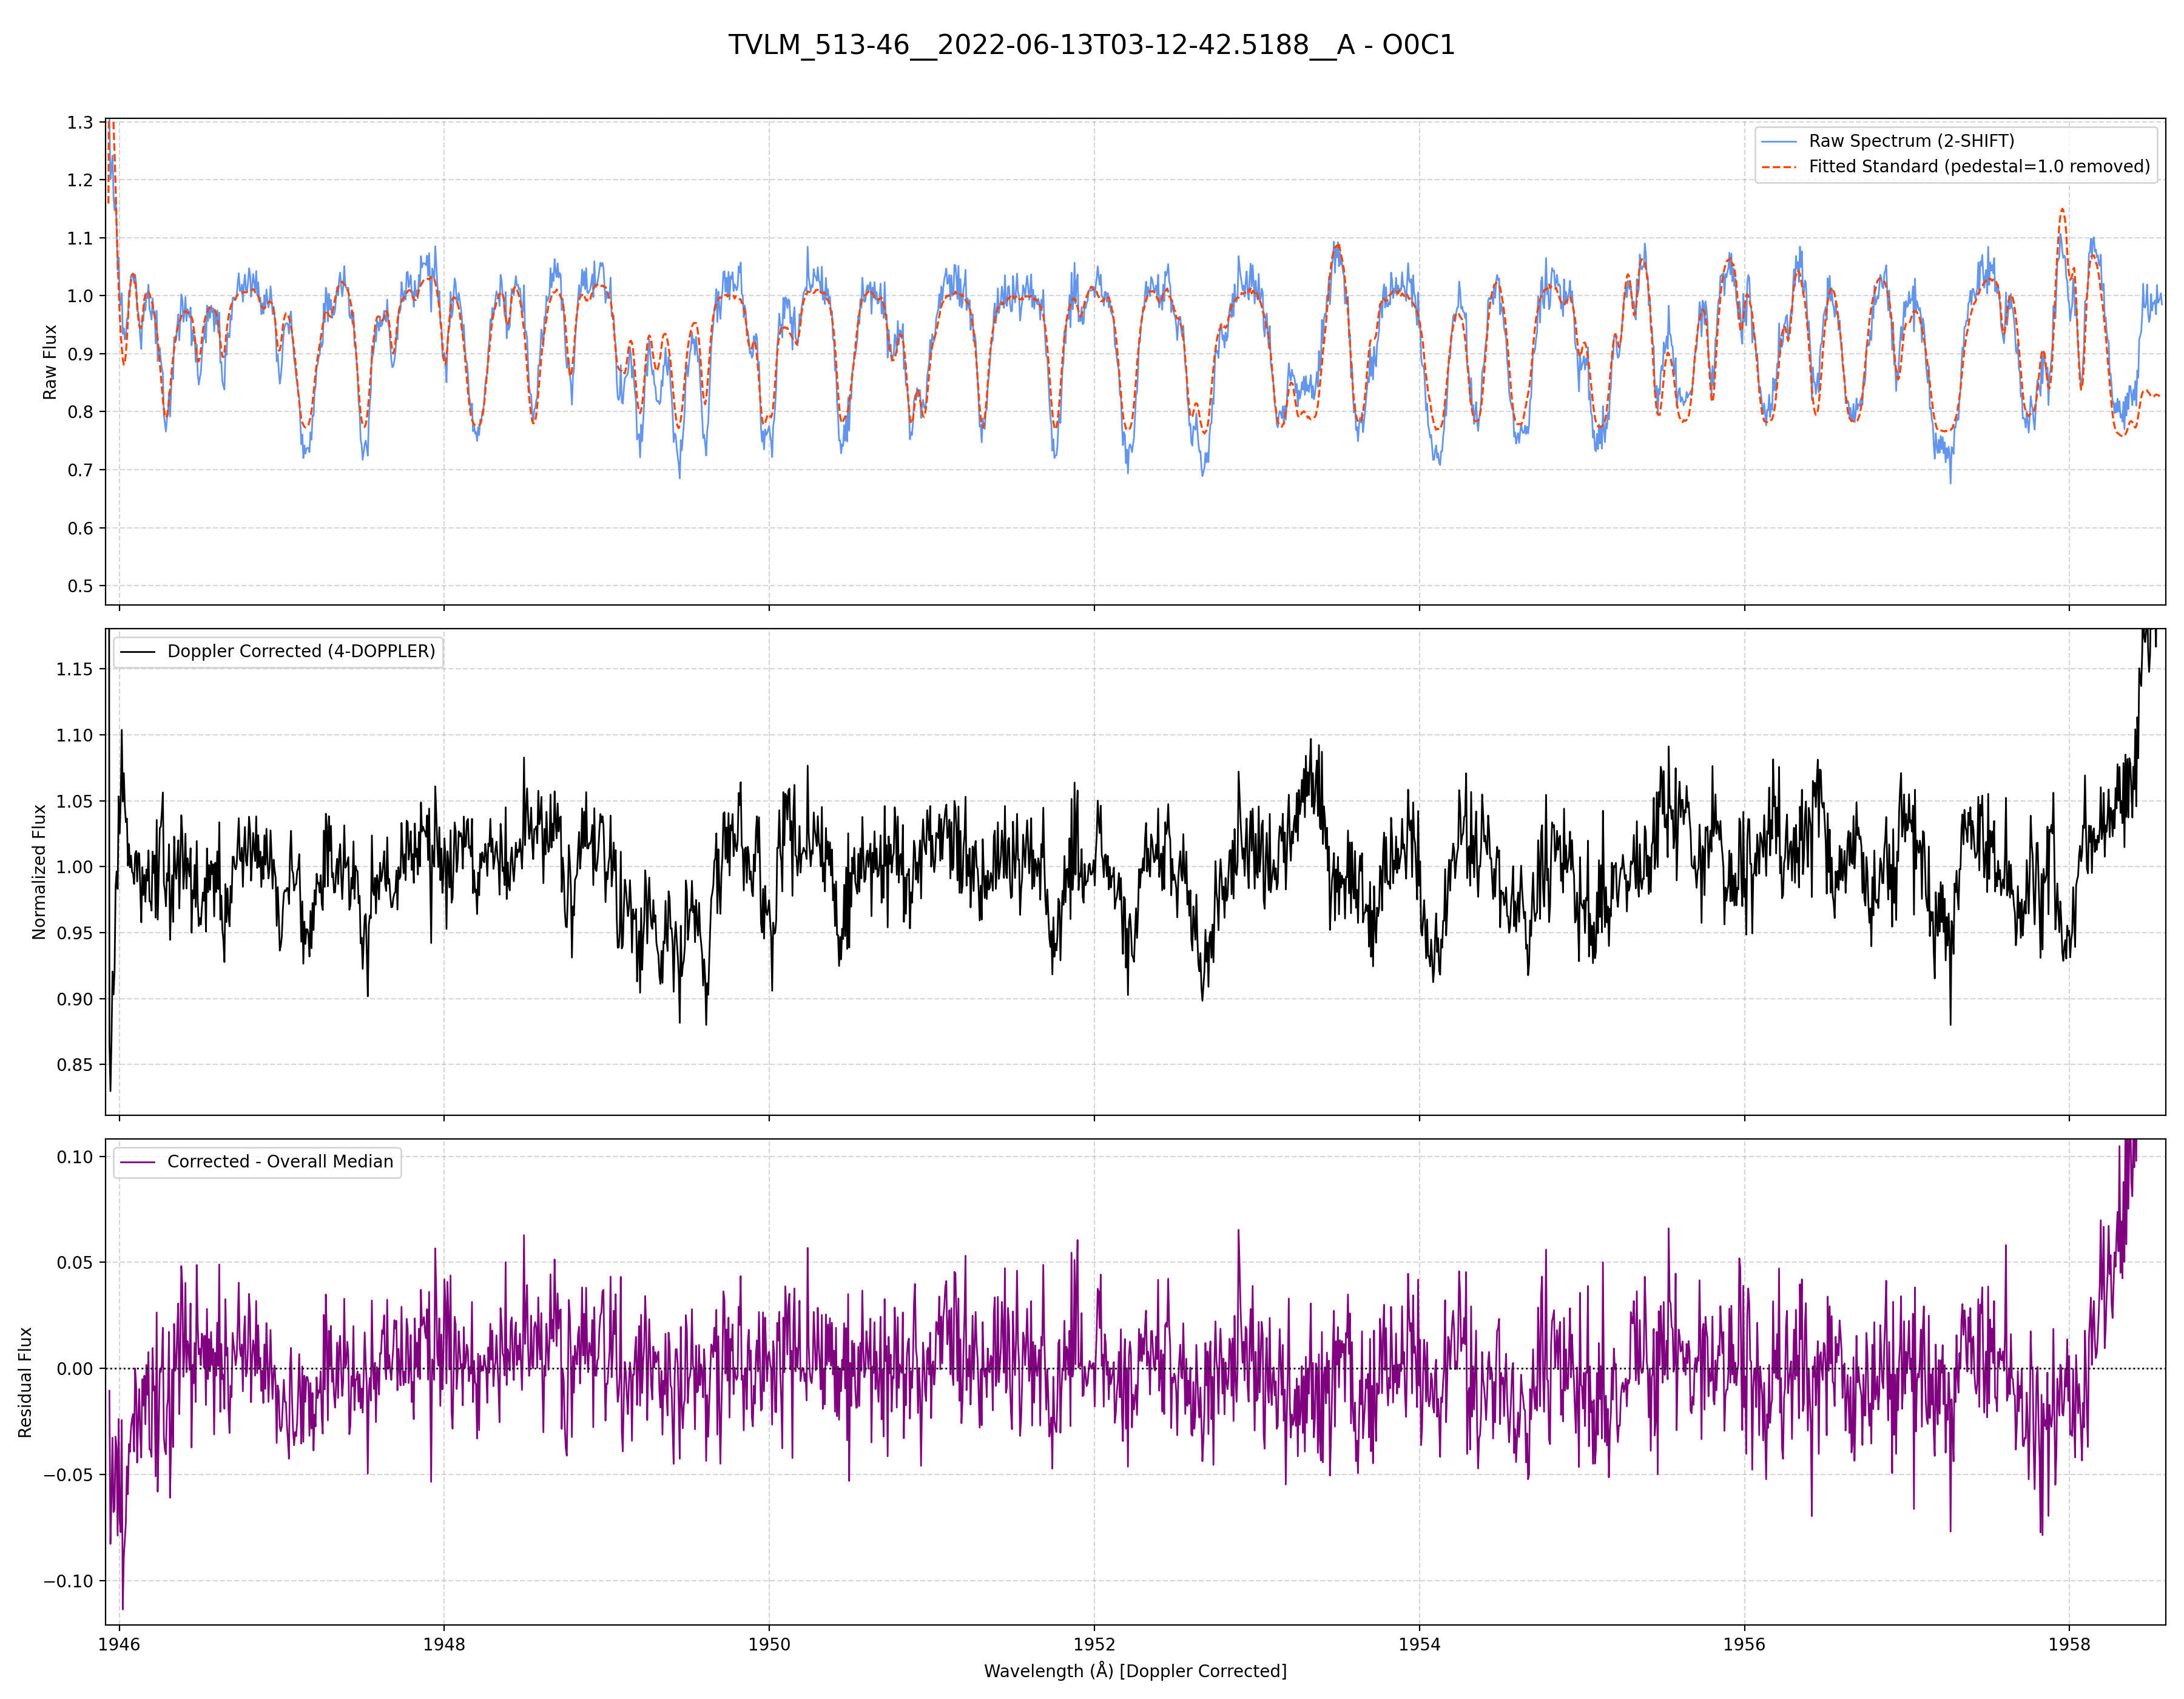 TVLM_513-46__2022-06-13T03-12-42.5188__A - O0C1
Raw Flux
1.3
1.2
1.1
1.0
0.9
0.8
0.7
0.6
0.5
Raw Spectrum (2-SHIFT)
Fitted Standard (pedestal=1.0 removed)
Normalized Flux
1.15
1.10
1.05
1.00
0.95
0.90
0.85
Doppler Corrected (4-DOPPLER)
Residual Flux
0.10
0.05
0.00
−0.05
−0.10
Corrected - Overall Median
1946 1948 1950 1952 1954 1956 1958
Wavelength (Å) [Doppler Corrected]